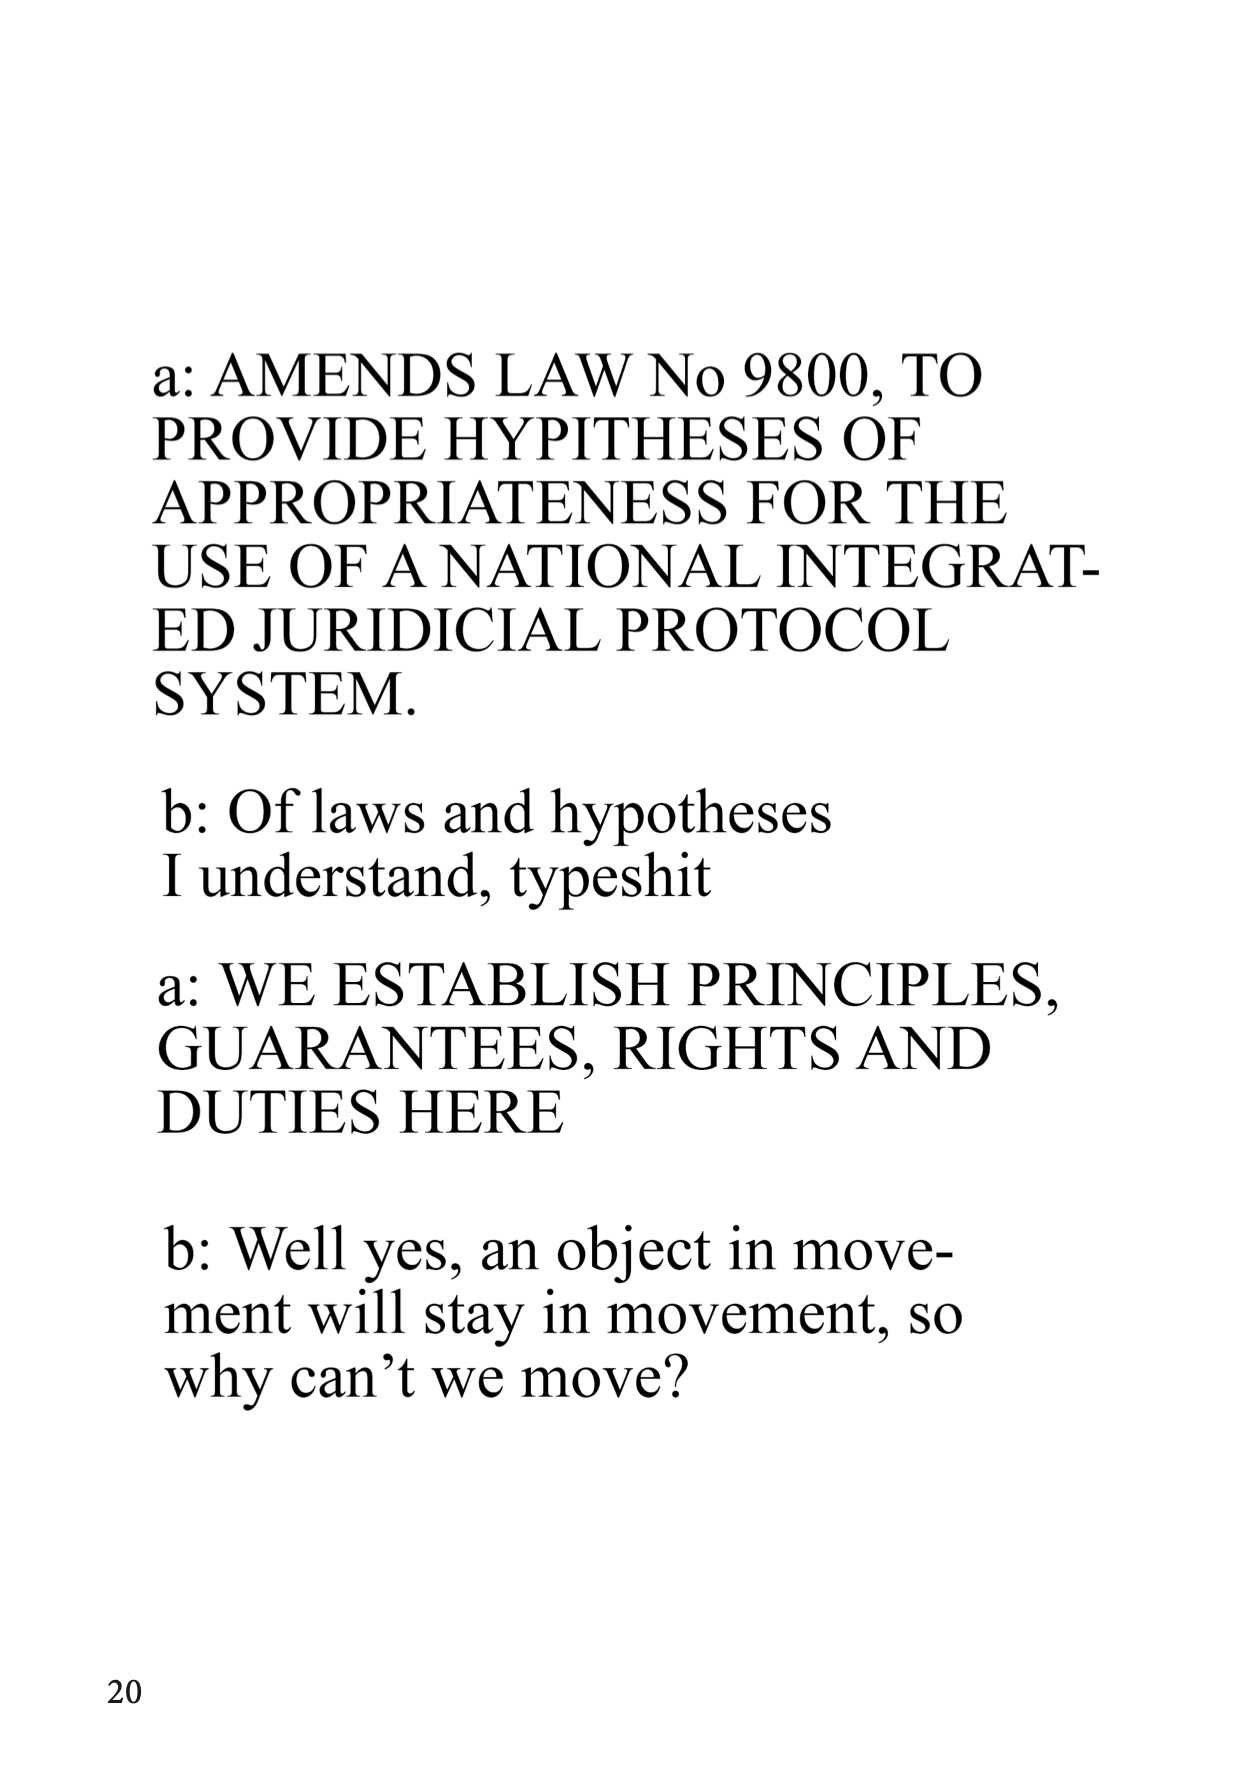 a: AMENDS LAW No 9800, TO
PROVIDE HYPITHESES OF
APPROPRIATENESS FOR THE
USE OF A NATIONAL INTEGRAT-
ED JURIDICIAL PROTOCOL
SYSTEM.
b: Of laws and hypotheses
I understand, typeshit
a: WE ESTABLISH PRINCIPLES,
GUARANTEES, RIGHTS AND
DUTIES HERE
b: Well yes, an object in move-
ment will stay in movement, so
why can’t we move?
20